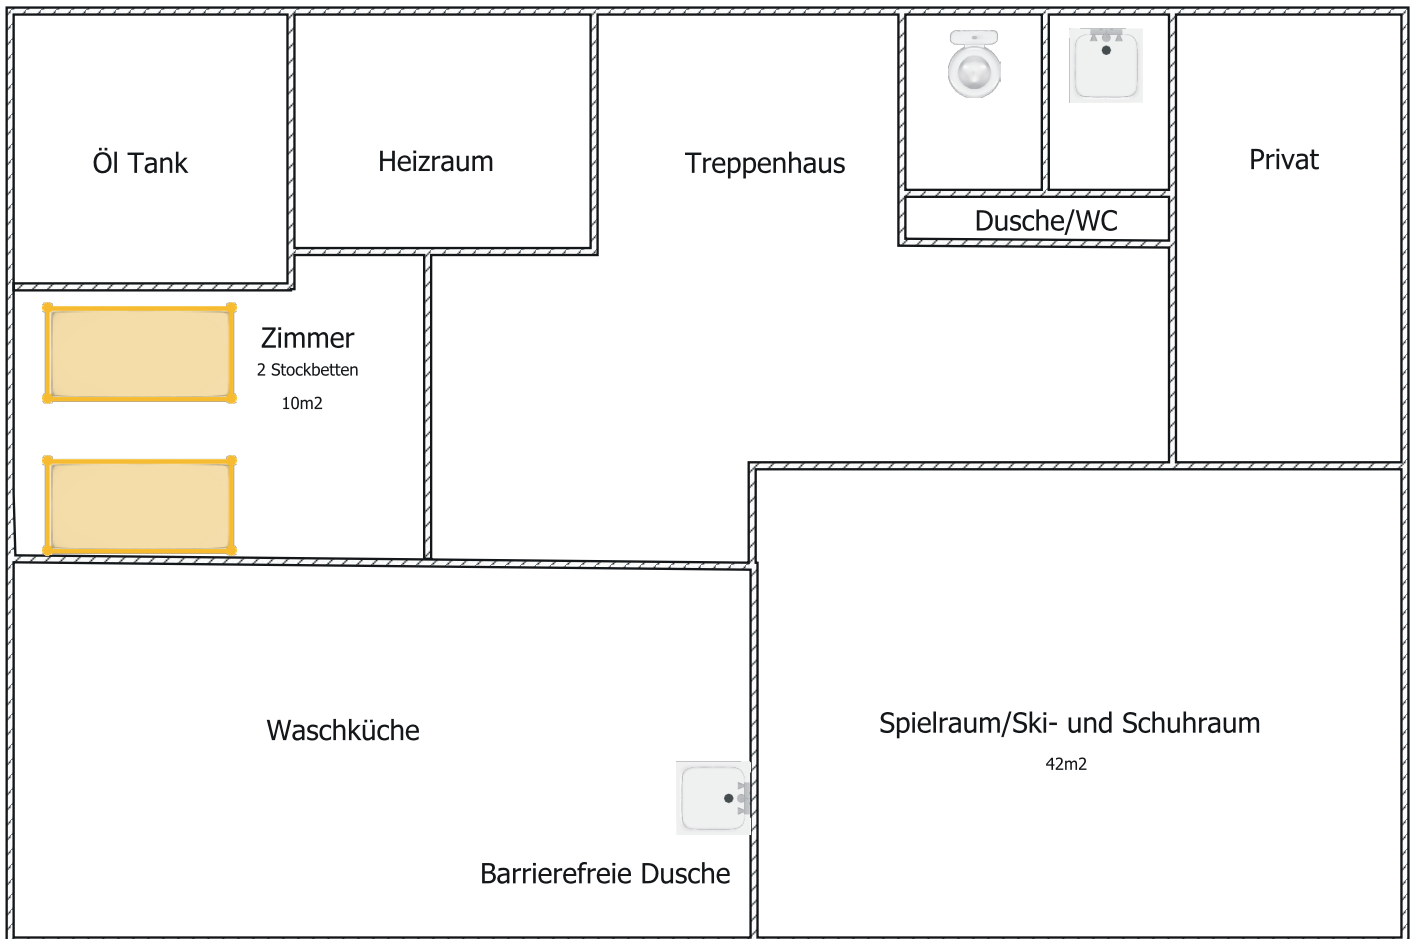 Öl Tank
Heizraum
Treppenhaus
Privat
Dusche/WC
Zimmer
2 Stockbetten
10m2
Waschküche
Spielraum/Ski- und Schuhraum
42m2
Barrierefreie Dusche